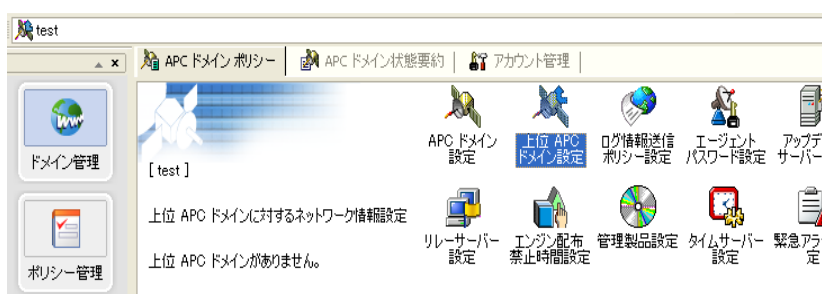 test
APC ドメイン ポリシー
APC ドメイン状態要約
アカウント管理
ドメイン管理
ポリシー管理
[ test ]
上位 APC ドメインに対するネットワーク情報設定
上位 APC ドメインがありません。
APC ドメイン
設定
上位 APC
ドメイン設定
ログ情報送信
ポリシー設定
エージェント
パスワード設定
アップデ
サーバー
リレーサーバー
設定
エンジン配布
禁止時間設定
管理製品設定
タイムサーバー
設定
緊急アラ
定